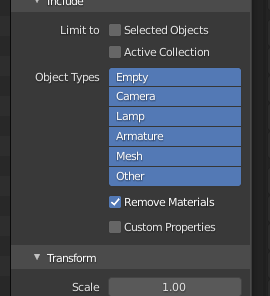 Include
Limit to Selected Objects
Active Collection
Object Types Empty
Camera
Lamp
Armature
Mesh
Other
Remove Materials
Custom Properties
Transform
Scale 1.00